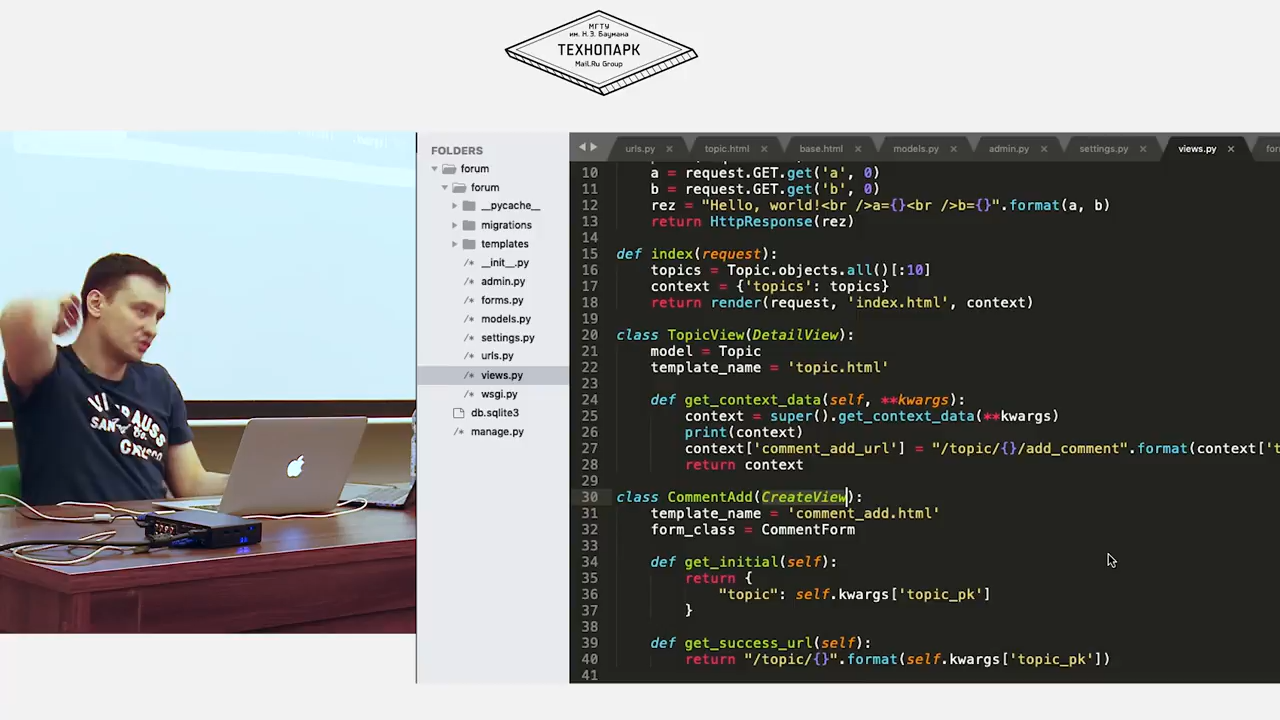 МГТУ
им. Н.Э. Баумана
ТЕХНОПАРК
Mail.Ru Group
FOLDERS
forum
forum
__pycache__
migrations
templates
__init__.py
admin.py
forms.py
models.py
settings.py
urls.py
views.py
wsgi.py
db.sqlite3
manage.py
urls.py
topic.html
base.html
models.py
admin.py
settings.py
views.py
10 a = request.GET.get('a', 0)
11 b = request.GET.get('b', 0)
12 rez = "Hello, world!<br />a={}<br />b={}".format(a, b)
13 return HttpResponse(rez)
14
15 def index(request):
16 topics = Topic.objects.all()[:10]
17 context = {'topics': topics}
18 return render(request, 'index.html', context)
19
20 class TopicView(DetailView):
21 model = Topic
22 template_name = 'topic.html'
23
24 def get_context_data(self, **kwargs):
25 context = super().get_context_data(**kwargs)
26 print(context)
27 context['comment_add_url'] = "/topic/{}/add_comment".format(context['t
28 return context
30 class CommentAdd(CreateView):
31 template_name = 'comment_add.html'
32 form_class = CommentForm
33
34 def get_initial(self):
35 return {
36 "topic": self.kwargs['topic_pk']
37 }
38
39 def get_success_url(self):
40 return "/topic/{}".format(self.kwargs['topic_pk'])
41